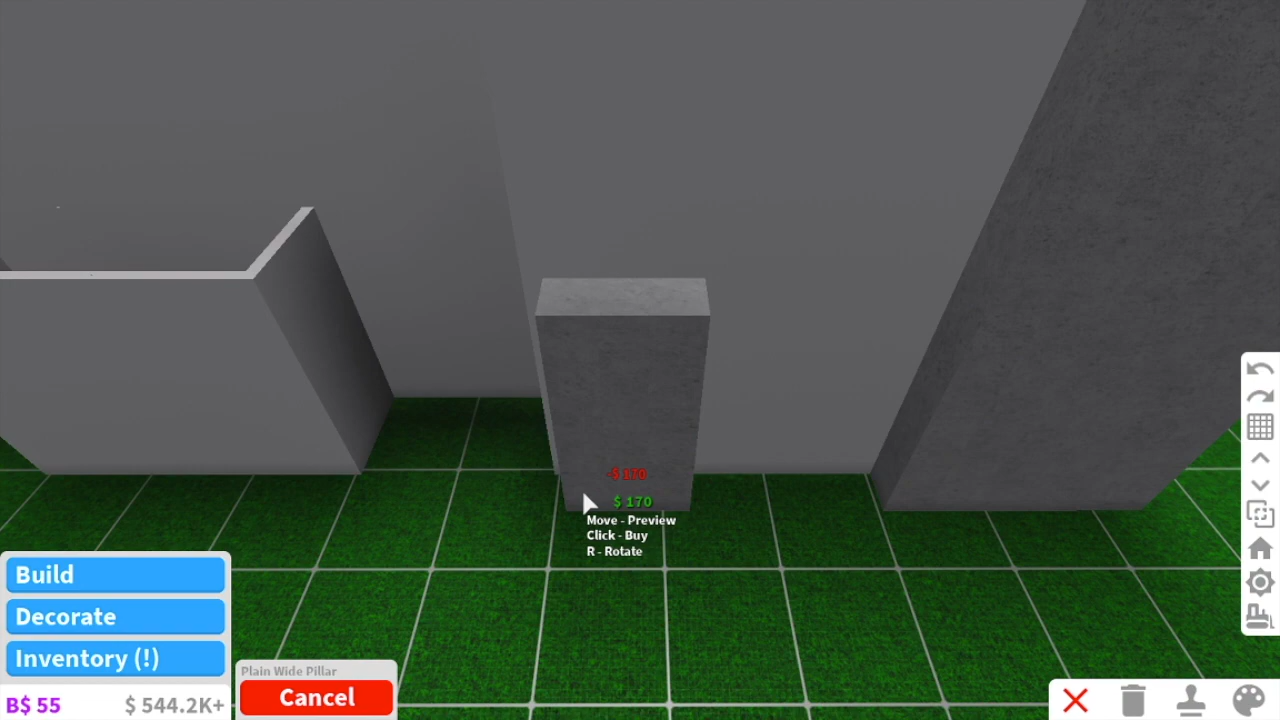 -$ 170
$ 170
Move - Preview
Click - Buy
R - Rotate
Build
Decorate
Inventory (!)
B$ 55 $ 544.2K+
Plain Wide Pillar
Cancel